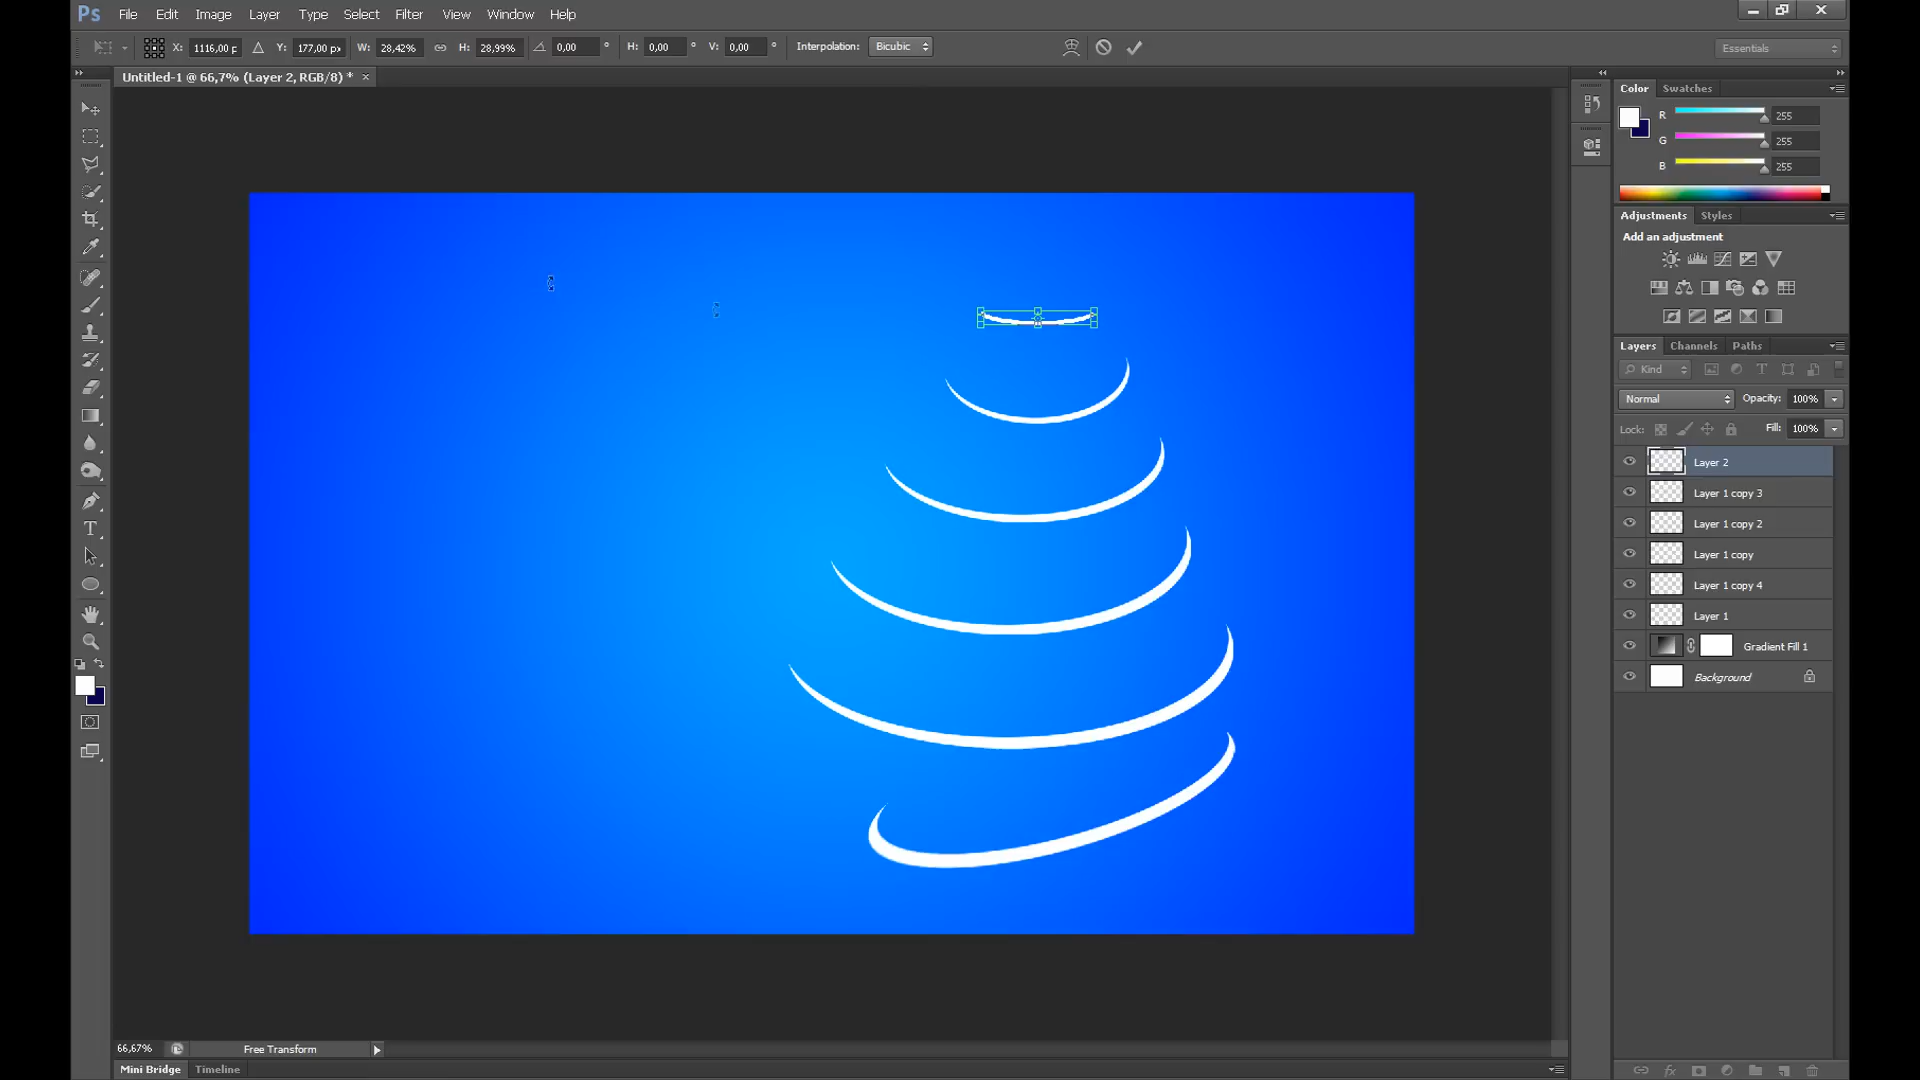 Ps File Edit Image Layer Type Select Filter View Window Help
X: 1116,00 p Y: 177,00 px W: 28,42% H: 28,99% 0,00 ° H: 0,00 ° V: 0,00 ° Interpolation: Bicubic Essentials
Untitled-1 @ 66,7% (Layer 2, RGB/8) * ×
Color Swatches
R 255
G 255
B 255
Adjustments Styles
Add an adjustment
Layers Channels Paths
Kind
Normal Opacity: 100%
Lock: Fill: 100%
Layer 2
Layer 1 copy 3
Layer 1 copy 2
Layer 1 copy
Layer 1 copy 4
Layer 1
Gradient Fill 1
Background
66,67% Free Transform
Mini Bridge Timeline